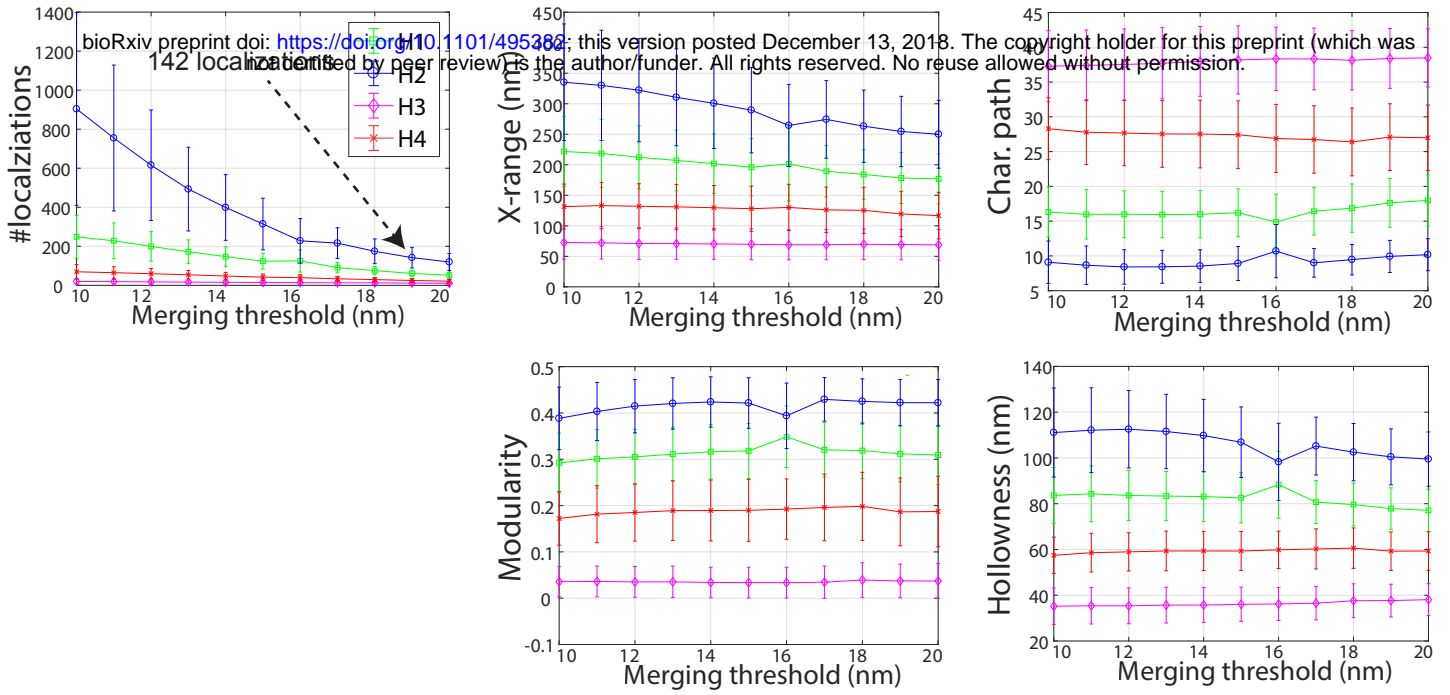 bioRxiv preprint doi: https://doi.org/10.1101/495382; this version posted December 13, 2018. The copyright holder for this preprint (which was
not certified by peer review) is the author/funder. All rights reserved. No reuse allowed without permission.
142 localizations
H1
H2
H3
H4
#localziations
1400
1200
1000
800
600
400
200
0
10 12 14 16 18 20
Merging threshold (nm)
X-range (nm)
450
350
300
250
200
150
100
50
0
10 12 14 16 18 20
Merging threshold (nm)
Char. path
45
35
30
25
20
15
10
5
10 12 14 16 18 20
Merging threshold (nm)
Modularity
0.5
0.4
0.3
0.2
0.1
0
-0.1
10 12 14 16 18 20
Merging threshold (nm)
Hollowness (nm)
140
120
100
80
60
40
20
10 12 14 16 18 20
Merging threshold (nm)